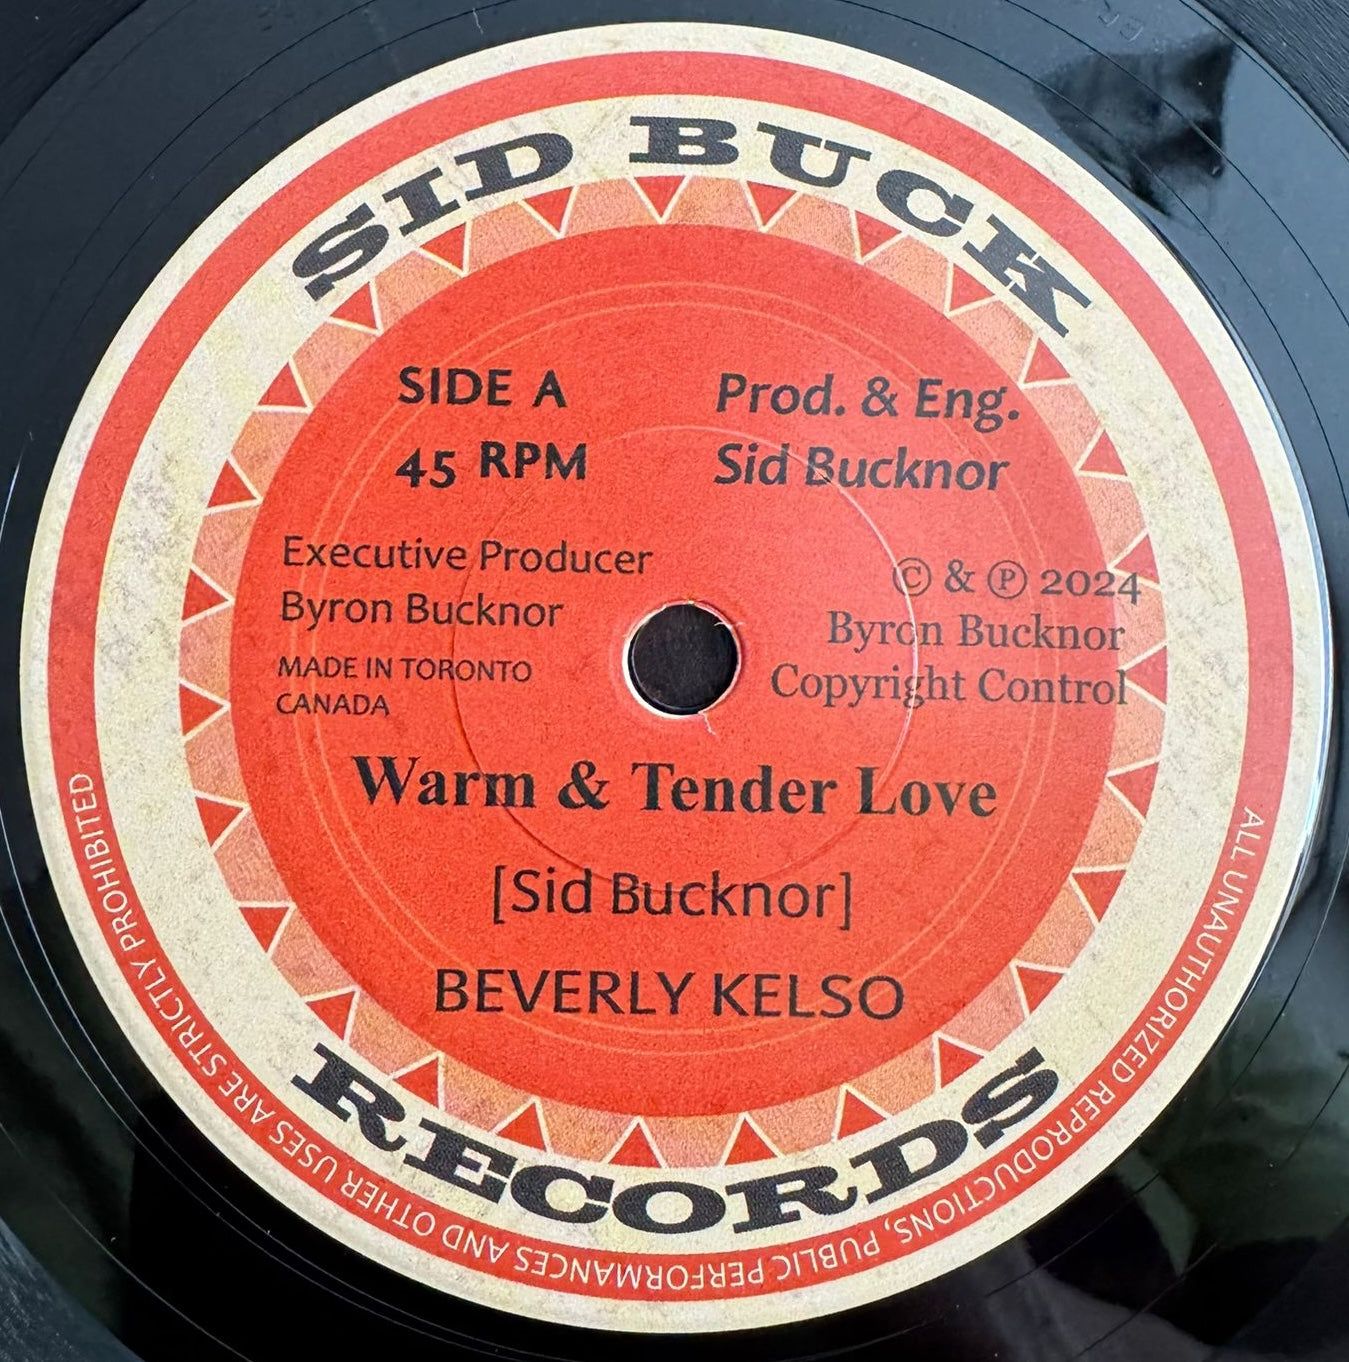 SID BUCK
SIDE A
45 RPM
Prod. & Eng.
Sid Bucknor
Executive Producer
Byron Bucknor
MADE IN TORONTO
CANADA
© & ℗ 2024
Byron Bucknor
Copyright Control
Warm & Tender Love
[Sid Bucknor]
BEVERLY KELSO
RECORDS
ALL UNAUTHORIZED REPRODUCTIONS, PUBLIC PERFORMANCES AND OTHER USES ARE STRICTLY PROHIBITED